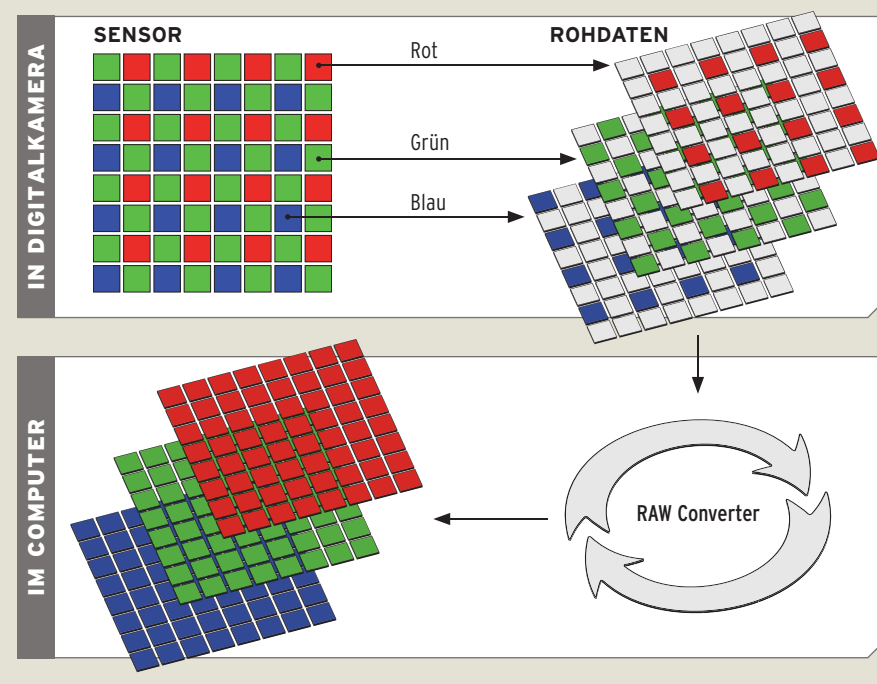 IN DIGITALKAMERA
SENSOR
ROHDATEN
Rot
Grün
Blau
IM COMPUTER
RAW Converter